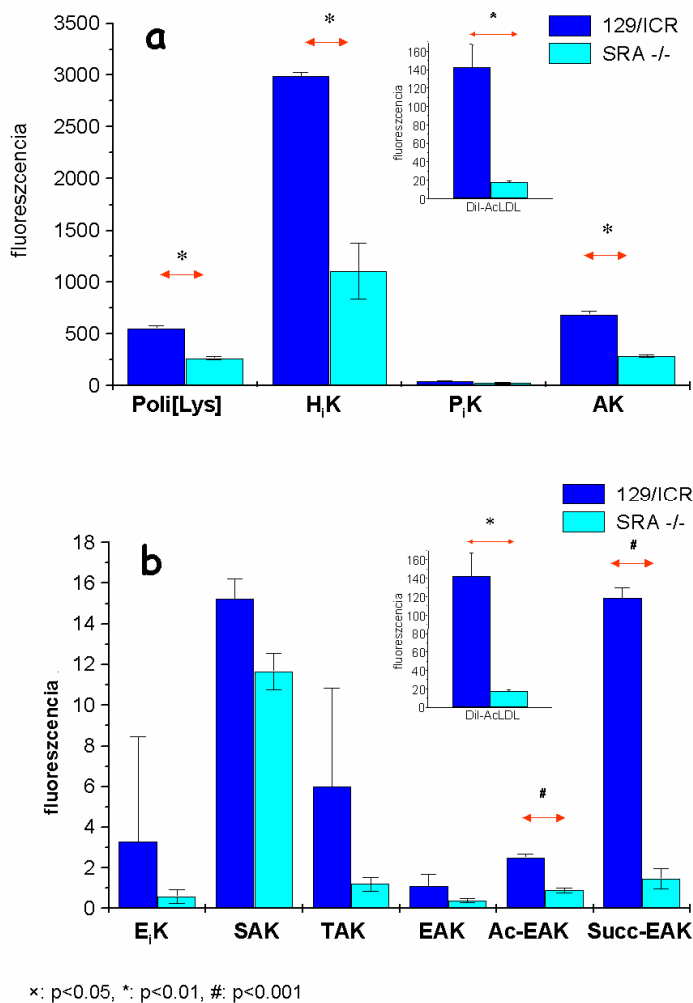 a
129/ICR
SRA -/-
*
*
*
*
fluoreszcencia
3500
3000
2500
2000
1500
1000
500
0
Poli[Lys]
HiK
PiK
AK
fluoreszcencia
160
140
120
100
80
60
40
20
0
Dil-AcLDL
b
129/ICR
SRA -/-
*
#
#
fluoreszcencia
18
16
14
12
10
8
6
4
2
0
EiK
SAK
TAK
EAK
Ac-EAK
Succ-EAK
fluoreszcencia
160
140
120
100
80
60
40
20
0
Dil-AcLDL
×: p<0.05, *: p<0.01, #: p<0.001